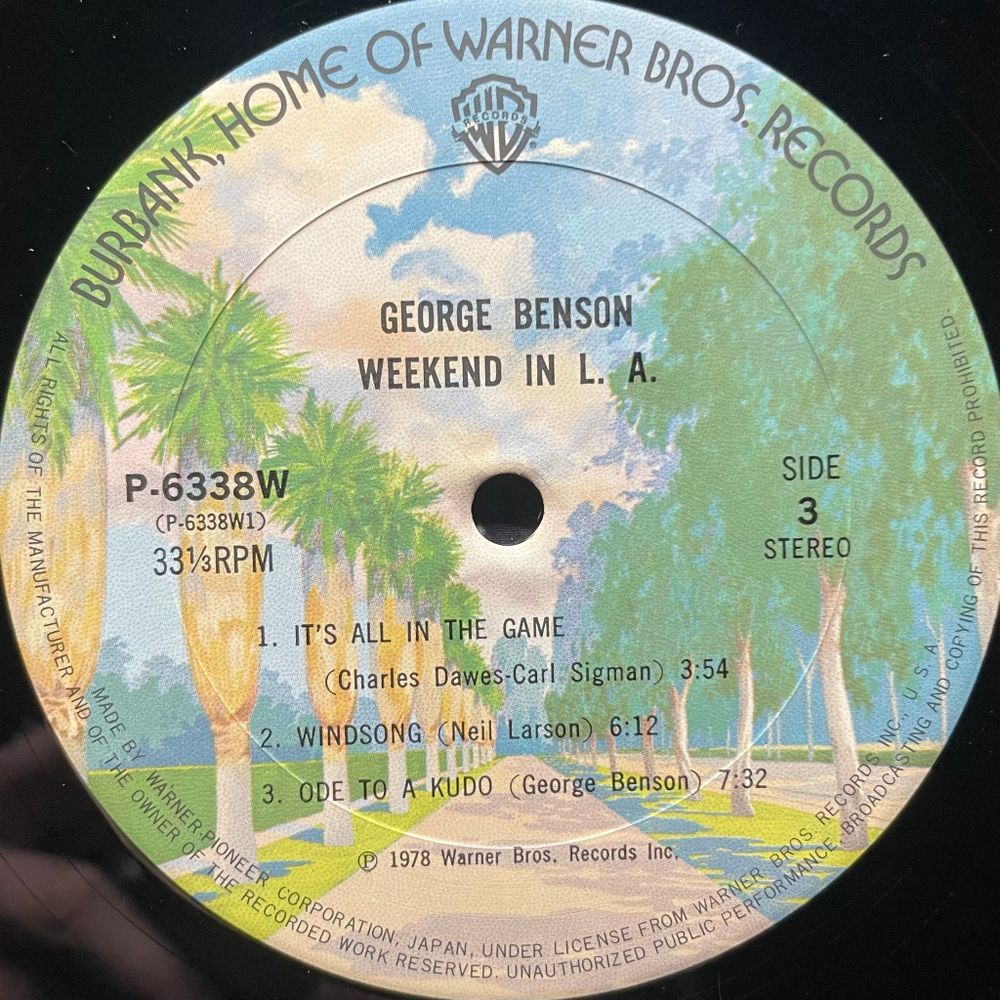 BURBANK, HOME OF WARNER BROS. RECORDS
W B
RECORDS
®
GEORGE BENSON
WEEKEND IN L. A.
P-6338W
(P-6338W1)
33⅓RPM
SIDE
3
STEREO
1. IT'S ALL IN THE GAME
(Charles Dawes-Carl Sigman) 3:54
2. WINDSONG (Neil Larson) 6:12
3. ODE TO A KUDO (George Benson) 7:32
Ⓟ 1978 Warner Bros. Records Inc.
MADE BY WARNER-PIONEER CORPORATION, JAPAN, UNDER LICENSE FROM WARNER BROS. RECORDS INC., U. S. A.
ALL RIGHTS OF THE MANUFACTURER AND OF THE OWNER OF THE RECORDED WORK RESERVED. UNAUTHORIZED PUBLIC PERFORMANCE, BROADCASTING AND COPYING OF THIS RECORD PROHIBITED.